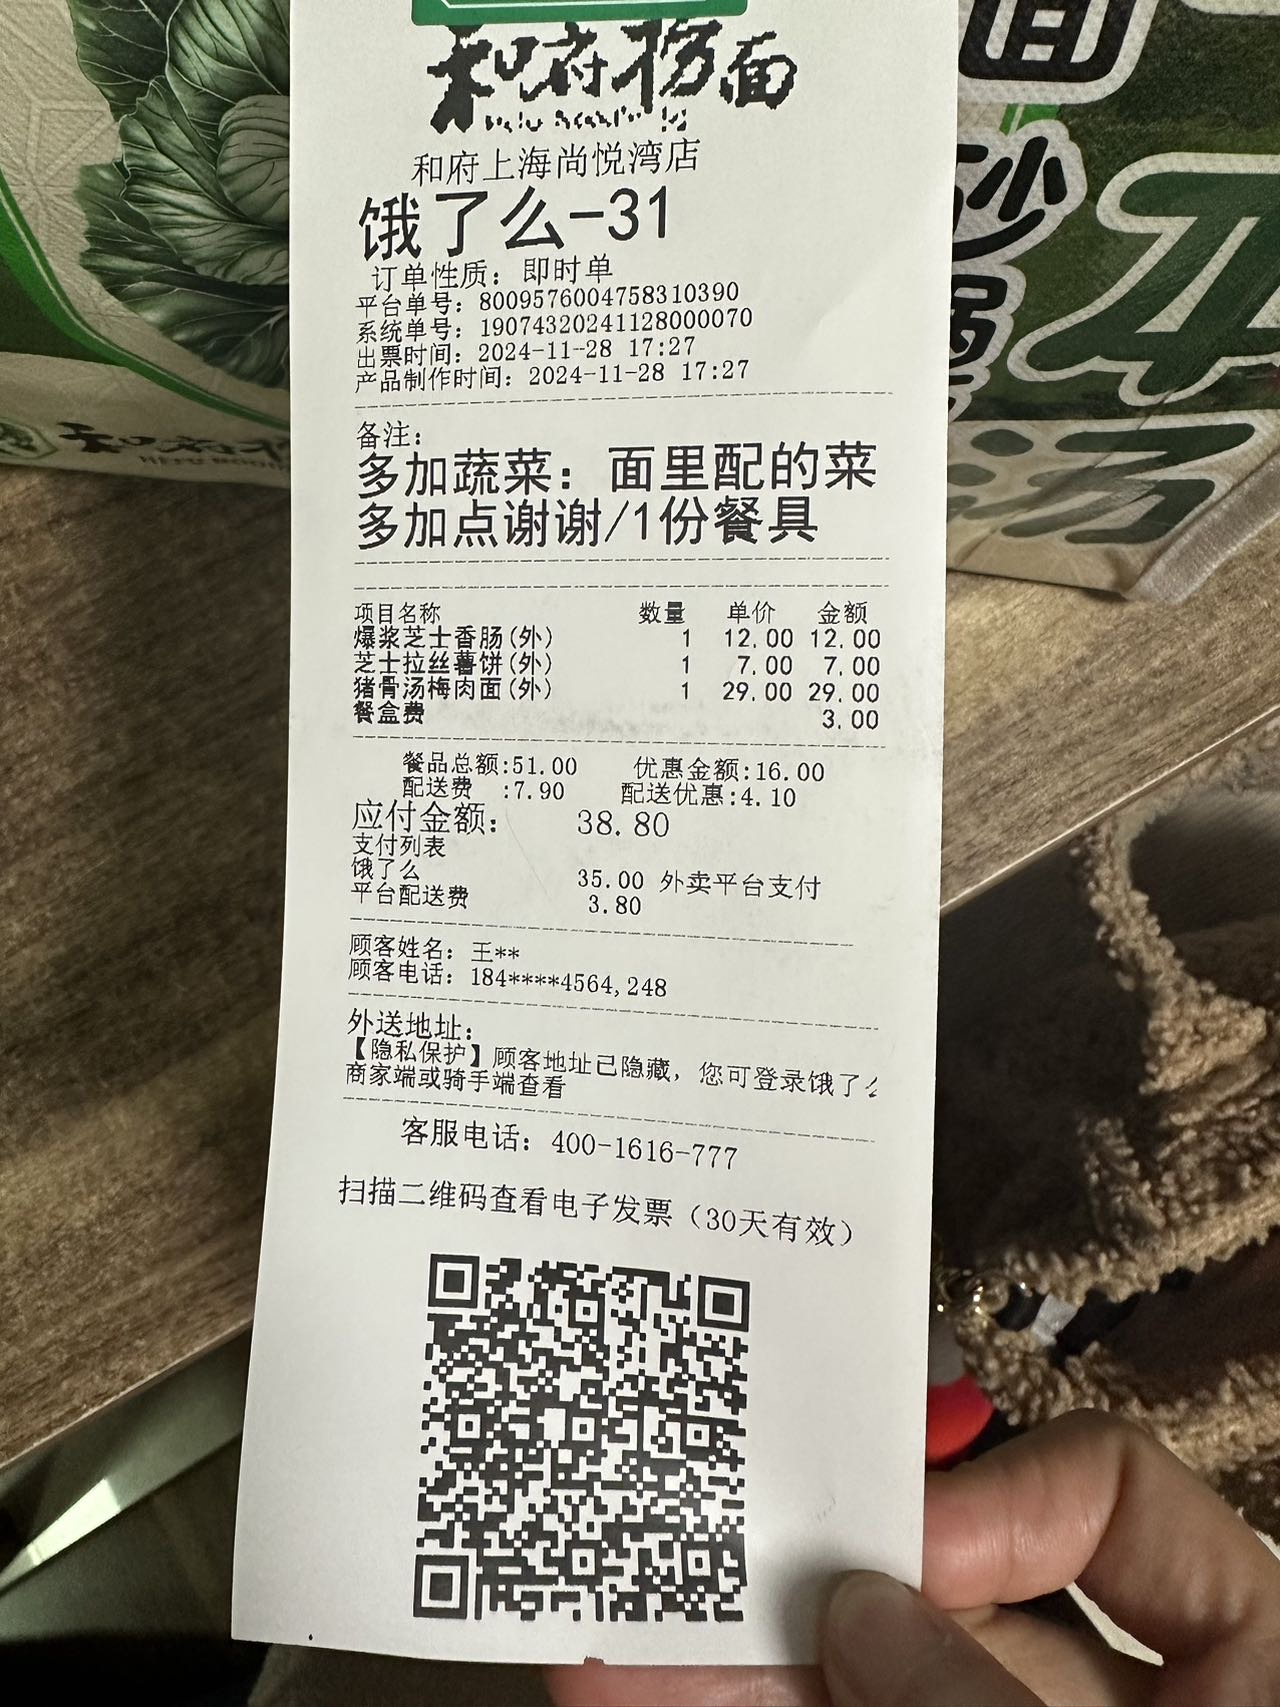 和府捞面
和府上海尚悦湾店
饿了么-31
订单性质：即时单
平台单号：8009576004758310390
系统单号：19074320241128000070
出票时间：2024-11-28 17:27
产品制作时间：2024-11-28 17:27
备注：
多加蔬菜：面里配的菜
多加点谢谢/1份餐具
项目名称 数量 单价 金额
爆浆芝士香肠(外) 1 12.00 12.00
芝士拉丝薯饼(外) 1 7.00 7.00
猪骨汤梅肉面(外) 1 29.00 29.00
餐盒费 3.00
餐品总额:51.00 优惠金额:16.00
配送费 :7.90 配送优惠:4.10
应付金额： 38.80
支付列表
饿了么 35.00 外卖平台支付
平台配送费 3.80
顾客姓名：王**
顾客电话：184****4564,248
外送地址：
【隐私保护】顾客地址已隐藏，您可登录饿了
商家端或骑手端查看
客服电话：400-1616-777
扫描二维码查看电子发票（30天有效）
面
砂
本
汤
和府捞